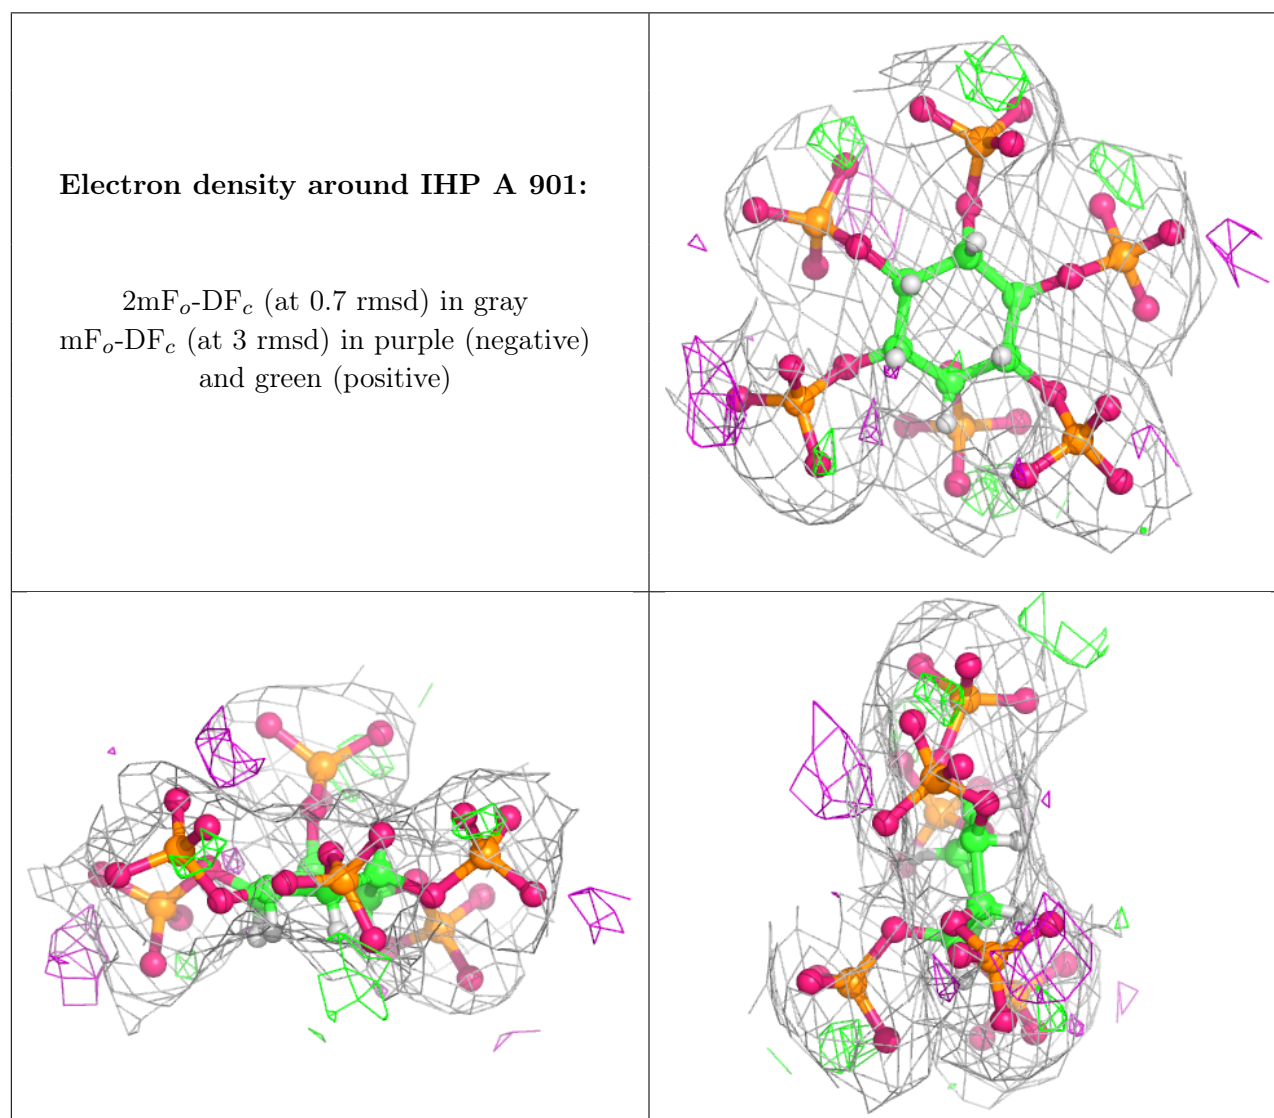 Electron density around IHP A 901:
2mFo-DFc (at 0.7 rmsd) in gray
mFo-DFc (at 3 rmsd) in purple (negative)
and green (positive)